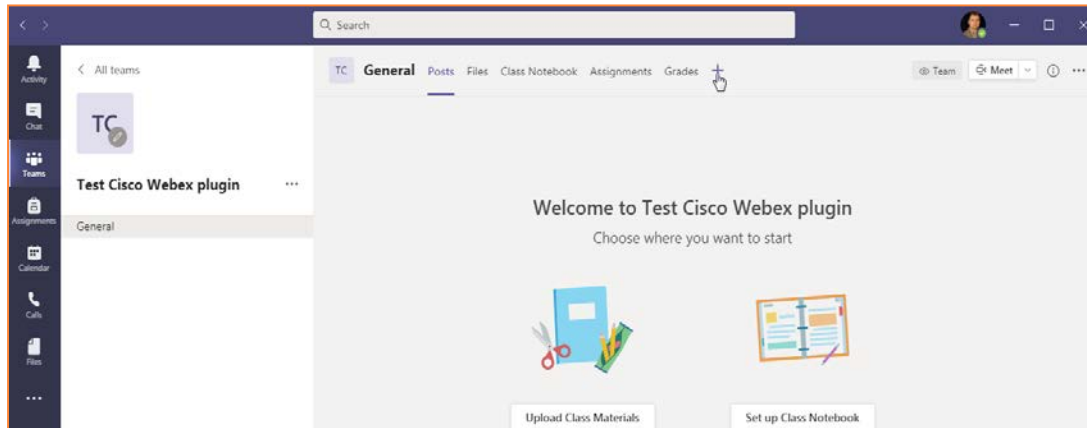 Search
Activity
Chat
Teams
Assignments
Calendar
Calls
Files
All teams
TC
Test Cisco Webex plugin
General
TC General Posts Files Class Notebook Assignments Grades
Team Meet
Welcome to Test Cisco Webex plugin
Choose where you want to start
Upload Class Materials
Set up Class Notebook